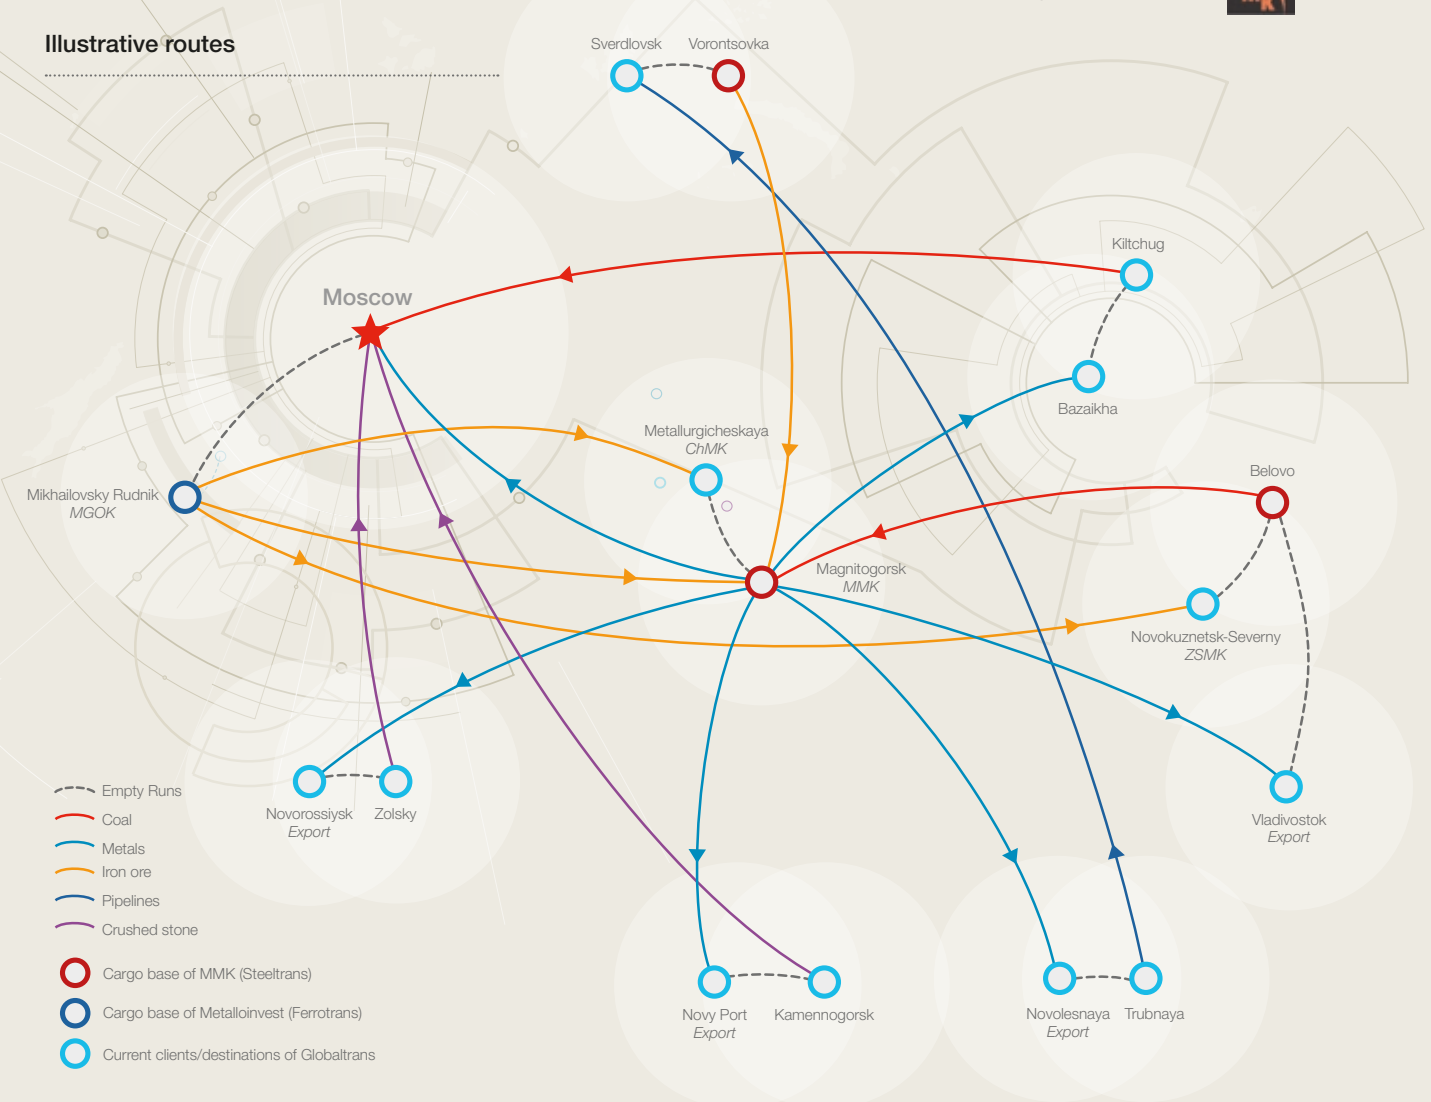 Illustrative routes
Sverdlovsk
Vorontsovka
Kiltchug
Moscow
Bazaikha
Metallurgicheskaya
ChMK
Belovo
Mikhailovsky Rudnik
MGOK
Magnitogorsk
MMK
Novokuznetsk-Severny
ZSMK
Novorossiysk
Export
Zolsky
Vladivostok
Export
Novy Port
Export
Kamennogorsk
Novolesnaya
Export
Trubnaya
Empty Runs
Coal
Metals
Iron ore
Pipelines
Crushed stone
Cargo base of MMK (Steeltrans)
Cargo base of Metalloinvest (Ferrotrans)
Current clients/destinations of Globaltrans